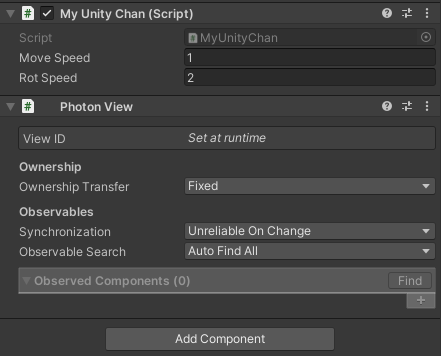 # My Unity Chan (Script)
Script # MyUnityChan
Move Speed 1
Rot Speed 2
# Photon View
View ID Set at runtime
Ownership
Ownership Transfer Fixed
Observables
Synchronization Unreliable On Change
Observable Search Auto Find All
Observed Components (0) Find
+
Add Component